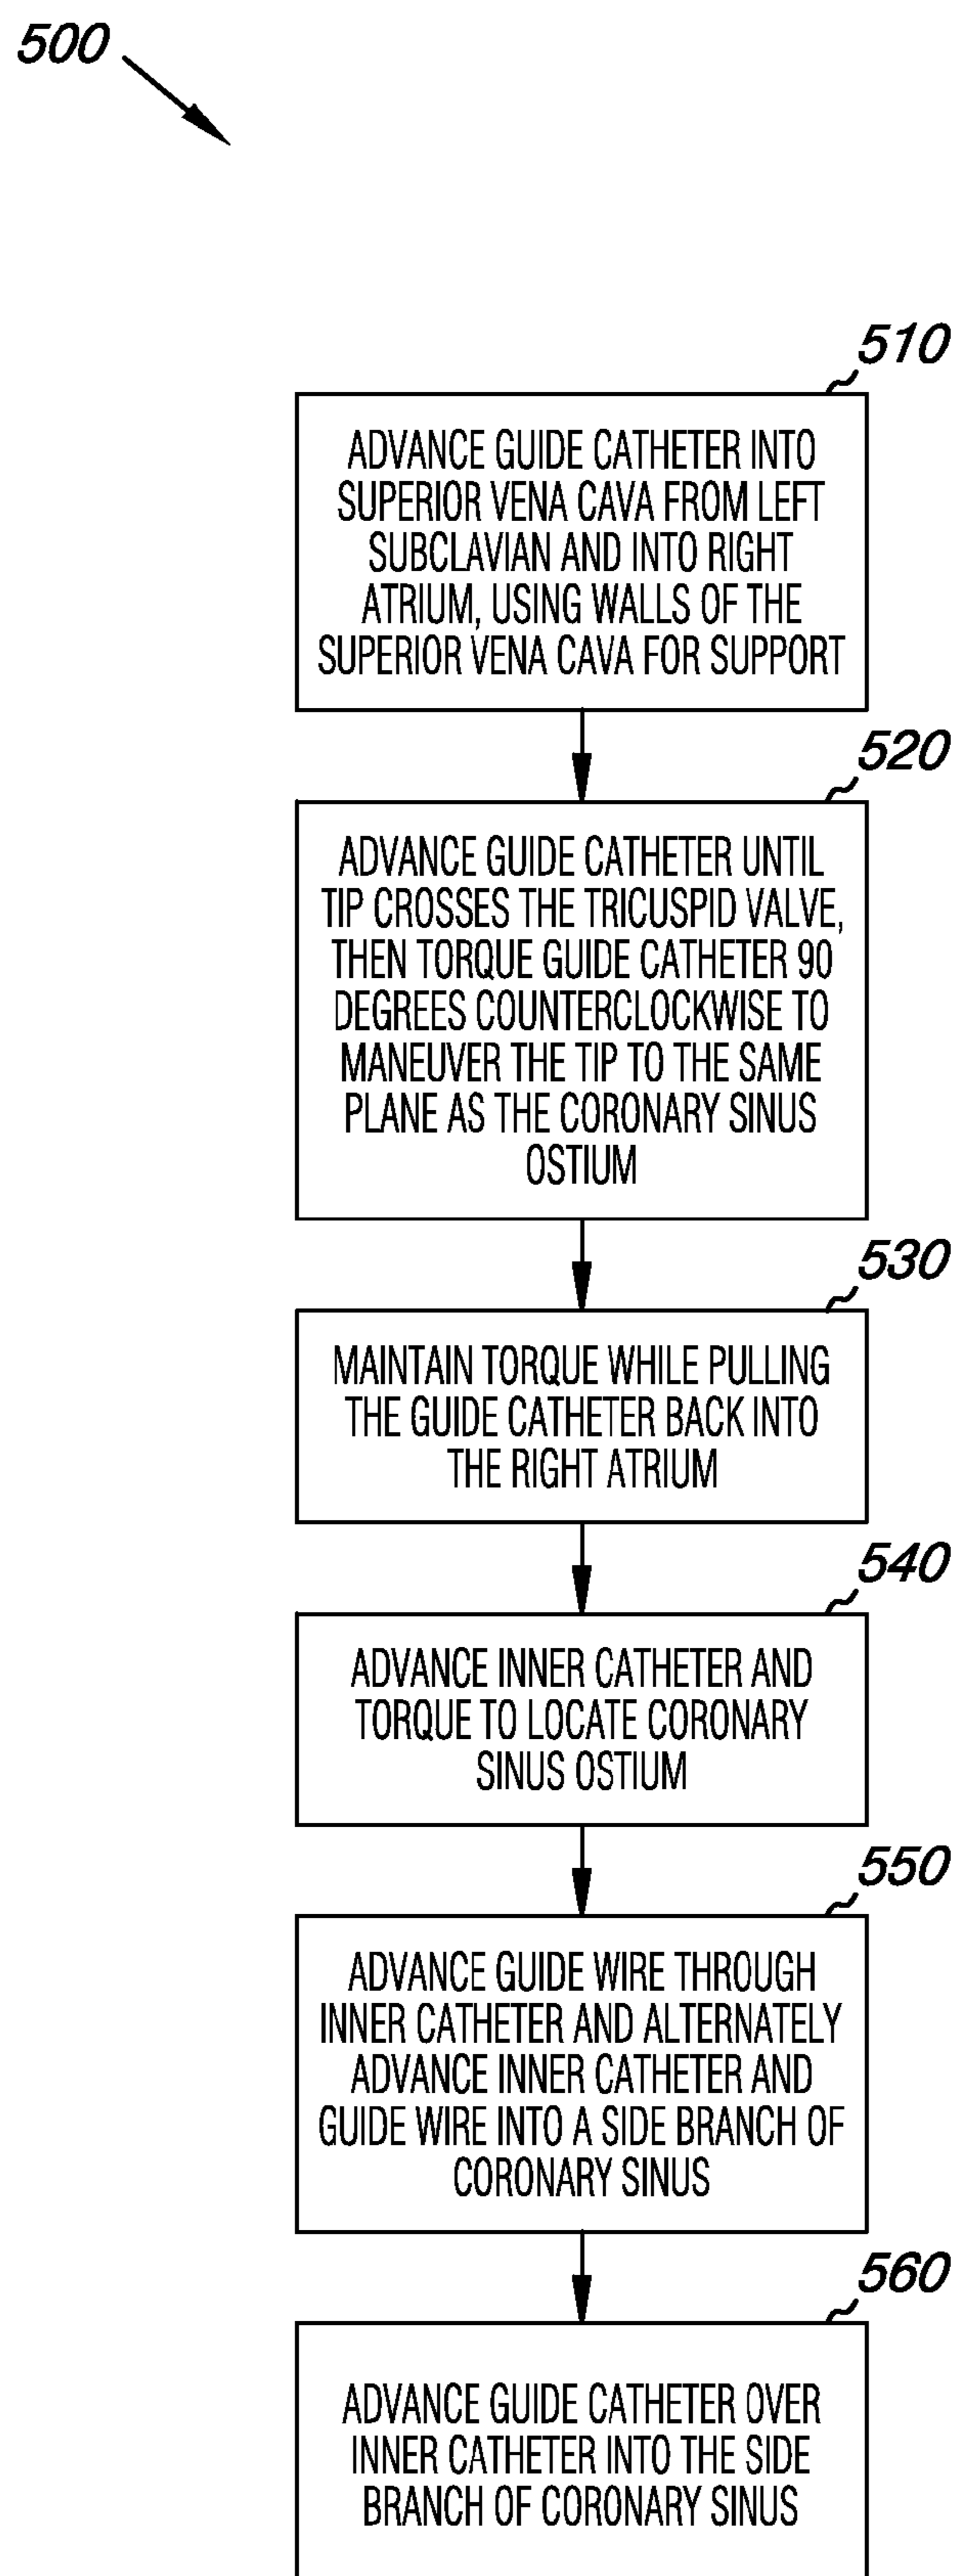 500
510
ADVANCE GUIDE CATHETER INTO
SUPERIOR VENA CAVA FROM LEFT
SUBCLAVIAN AND INTO RIGHT
ATRIUM, USING WALLS OF THE
SUPERIOR VENA CAVA FOR SUPPORT
520
ADVANCE GUIDE CATHETER UNTIL
TIP CROSSES THE TRICUSPID VALVE,
THEN TORQUE GUIDE CATHETER 90
DEGREES COUNTERCLOCKWISE TO
MANEUVER THE TIP TO THE SAME
PLANE AS THE CORONARY SINUS
OSTIUM
530
MAINTAIN TORQUE WHILE PULLING
THE GUIDE CATHETER BACK INTO
THE RIGHT ATRIUM
540
ADVANCE INNER CATHETER AND
TORQUE TO LOCATE CORONARY
SINUS OSTIUM
550
ADVANCE GUIDE WIRE THROUGH
INNER CATHETER AND ALTERNATELY
ADVANCE INNER CATHETER AND
GUIDE WIRE INTO A SIDE BRANCH OF
CORONARY SINUS
560
ADVANCE GUIDE CATHETER OVER
INNER CATHETER INTO THE SIDE
BRANCH OF CORONARY SINUS